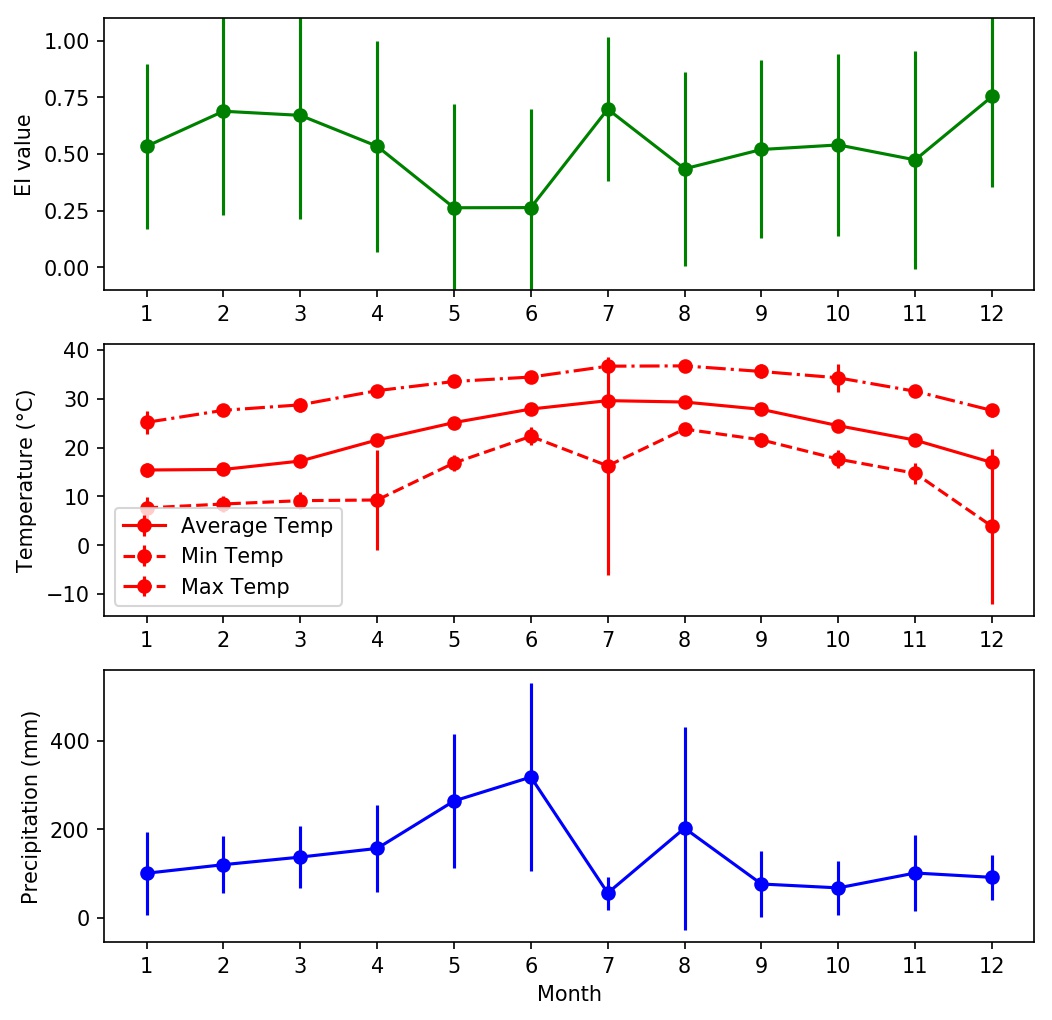 1.00
0.75
0.50
0.25
0.00
EI value
1 2 3 4 5 6 7 8 9 10 11 12
40
30
20
10
0
−10
Temperature (°C)
Average Temp
Min Temp
Max Temp
1 2 3 4 5 6 7 8 9 10 11 12
400
200
0
Precipitation (mm)
1 2 3 4 5 6 7 8 9 10 11 12
Month